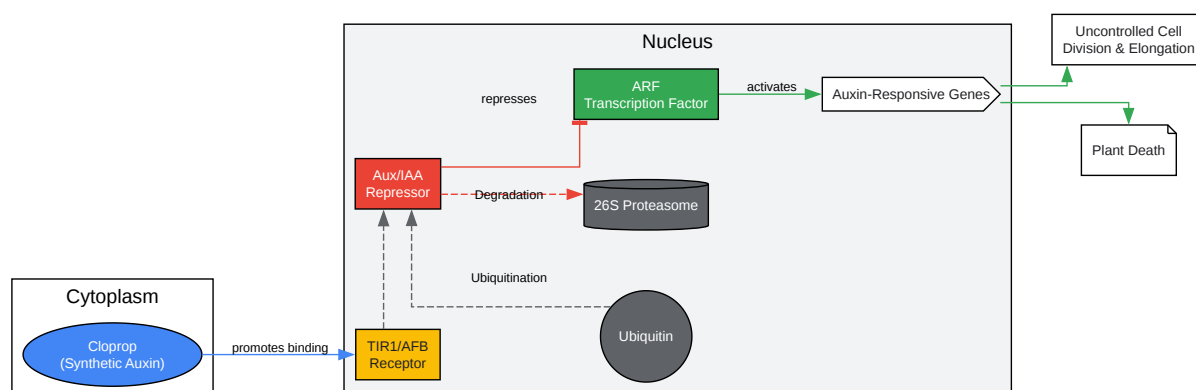 Nucleus
Uncontrolled Cell
Division & Elongation
ARF
Transcription Factor
represses
activates
Auxin-Responsive Genes
Plant Death
Aux/IAA
Repressor
Degradation
26S Proteasome
Ubiquitination
Cytoplasm
Cloprop
(Synthetic Auxin)
promotes binding
TIR1/AFB
Receptor
Ubiquitin